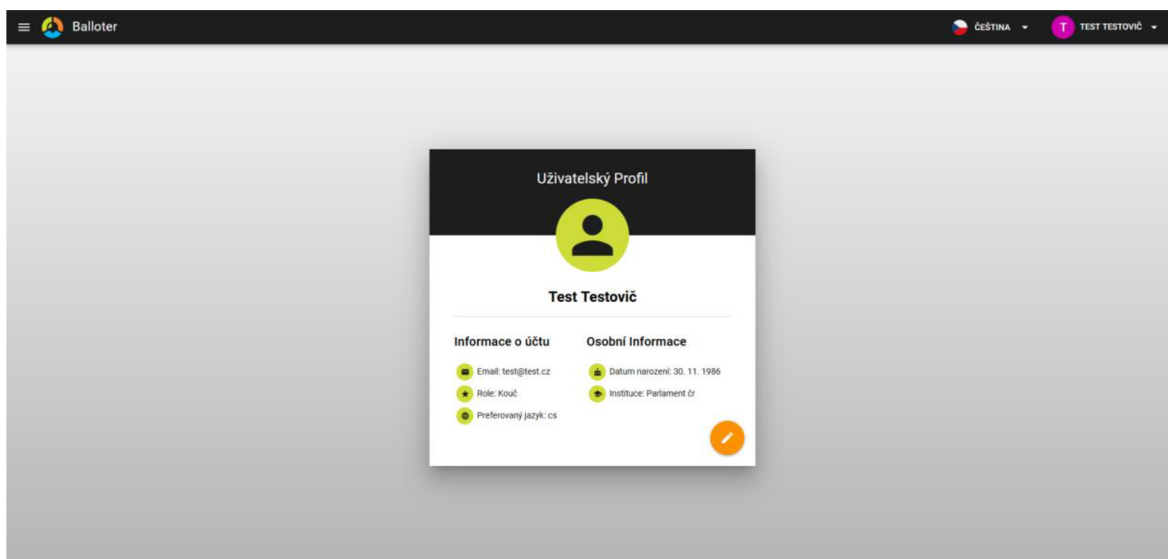 Balloter
ČEŠTINA
T
TEST TESTOVIČ
Uživatelský Profil
Test Testovič
Informace o účtu
Email: test@test.cz
Role: Kouč
Preferovaný jazyk: cs
Osobní Informace
Datum narození: 30. 11. 1986
Instituce: Parlament čr